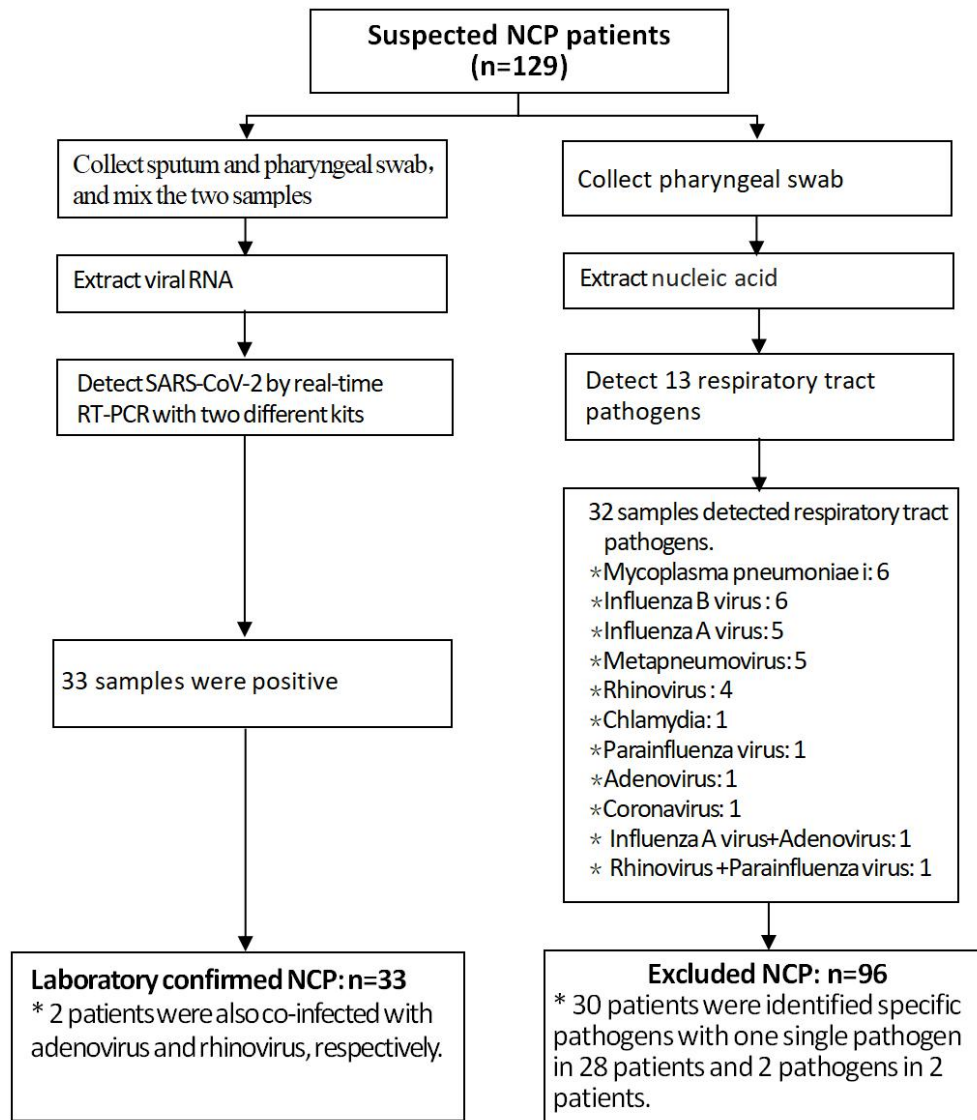 Suspected NCP patients
(n=129)
Collect sputum and pharyngeal swab,
and mix the two samples
Extract viral RNA
Detect SARS-CoV-2 by real-time
RT-PCR with two different kits
33 samples were positive
Laboratory confirmed NCP: n=33
* 2 patients were also co-infected with
adenovirus and rhinovirus, respectively.
Collect pharyngeal swab
Extract nucleic acid
Detect 13 respiratory tract
pathogens
32 samples detected respiratory tract
pathogens.
*Mycoplasma pneumoniae i: 6
*Influenza B virus : 6
*Influenza A virus: 5
*Metapneumovirus: 5
*Rhinovirus : 4
*Chlamydia: 1
*Parainfluenza virus: 1
*Adenovirus: 1
*Coronavirus: 1
* Influenza A virus+Adenovirus: 1
* Rhinovirus +Parainfluenza virus: 1
Excluded NCP: n=96
* 30 patients were identified specific
pathogens with one single pathogen
in 28 patients and 2 pathogens in 2
patients.